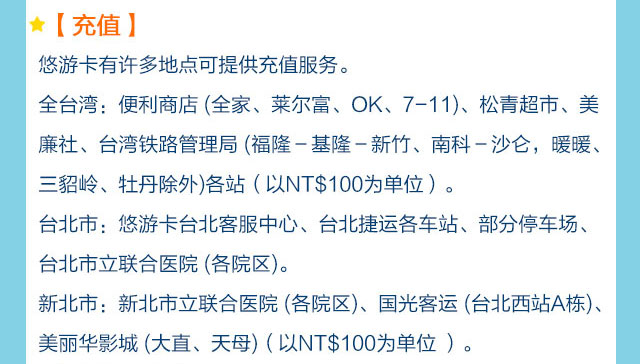 【充值】
悠游卡有许多地点可提供充值服务。
全台湾：便利商店 (全家、莱尔富、OK、7-11)、松青超市、美
廉社、台湾铁路管理局 (福隆－基隆－新竹、南科－沙仑，暖暖、
三貂岭、牡丹除外)各站（以NT$100为单位）。
台北市：悠游卡台北客服中心、台北捷运各车站、部分停车场、
台北市立联合医院 (各院区)。
新北市：新北市立联合医院 (各院区)、国光客运 (台北西站A栋)、
美丽华影城 (大直、天母)（以NT$100为单位 ）。